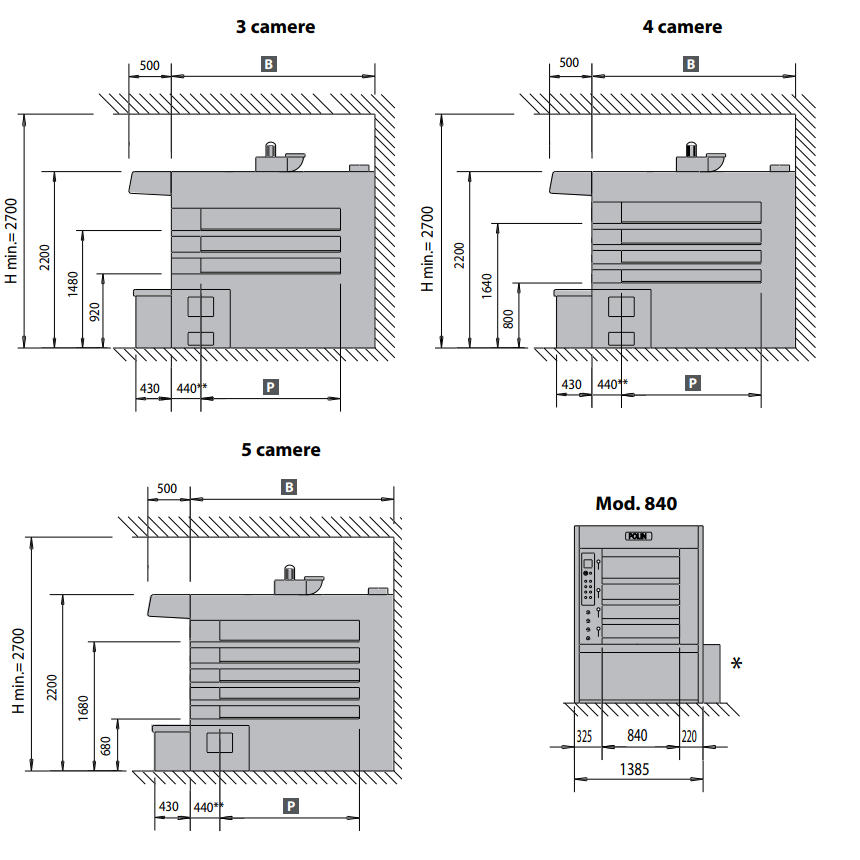 3 camere
500 B
H min.= 2700
2200
1480
920
430 440** P
4 camere
500 B
H min.= 2700
2200
1640
800
430 440** P
5 camere
500 B
H min.= 2700
2200
1680
680
430 440** P
Mod. 840
POLIN
*
325 840 220
1385